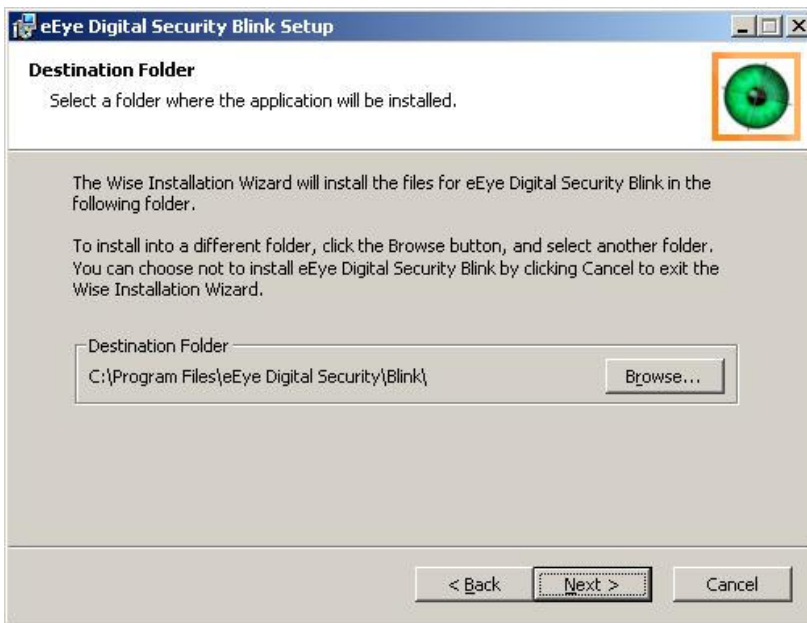 eEye Digital Security Blink Setup
Destination Folder
Select a folder where the application will be installed.
The Wise Installation Wizard will install the files for eEye Digital Security Blink in the
following folder.
To install into a different folder, click the Browse button, and select another folder.
You can choose not to install eEye Digital Security Blink by clicking Cancel to exit the
Wise Installation Wizard.
Destination Folder
C:\Program Files\eEye Digital Security\Blink\
Browse...
< Back
Next >
Cancel